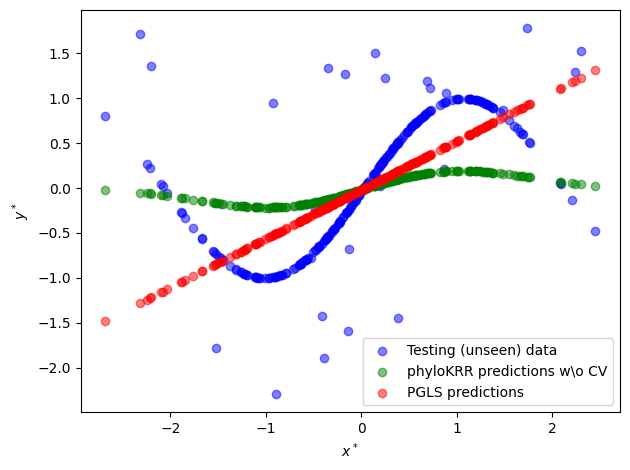 1.5
1.0
0.5
0.0
−0.5
−1.0
−1.5
−2.0
y*
−2
−1
0
1
2
x*
Testing (unseen) data
phyloKRR predictions w\o CV
PGLS predictions